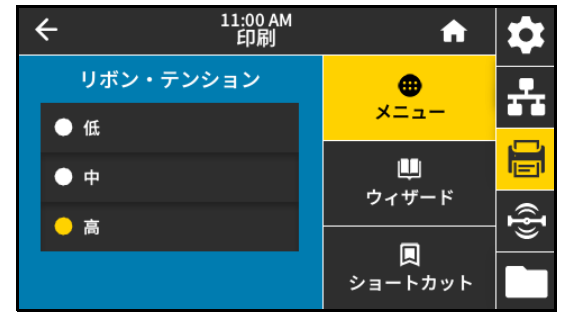 11:00 AM
印刷
リボン・テンション
低
中
高
メニュー
ウィザード
ショートカット